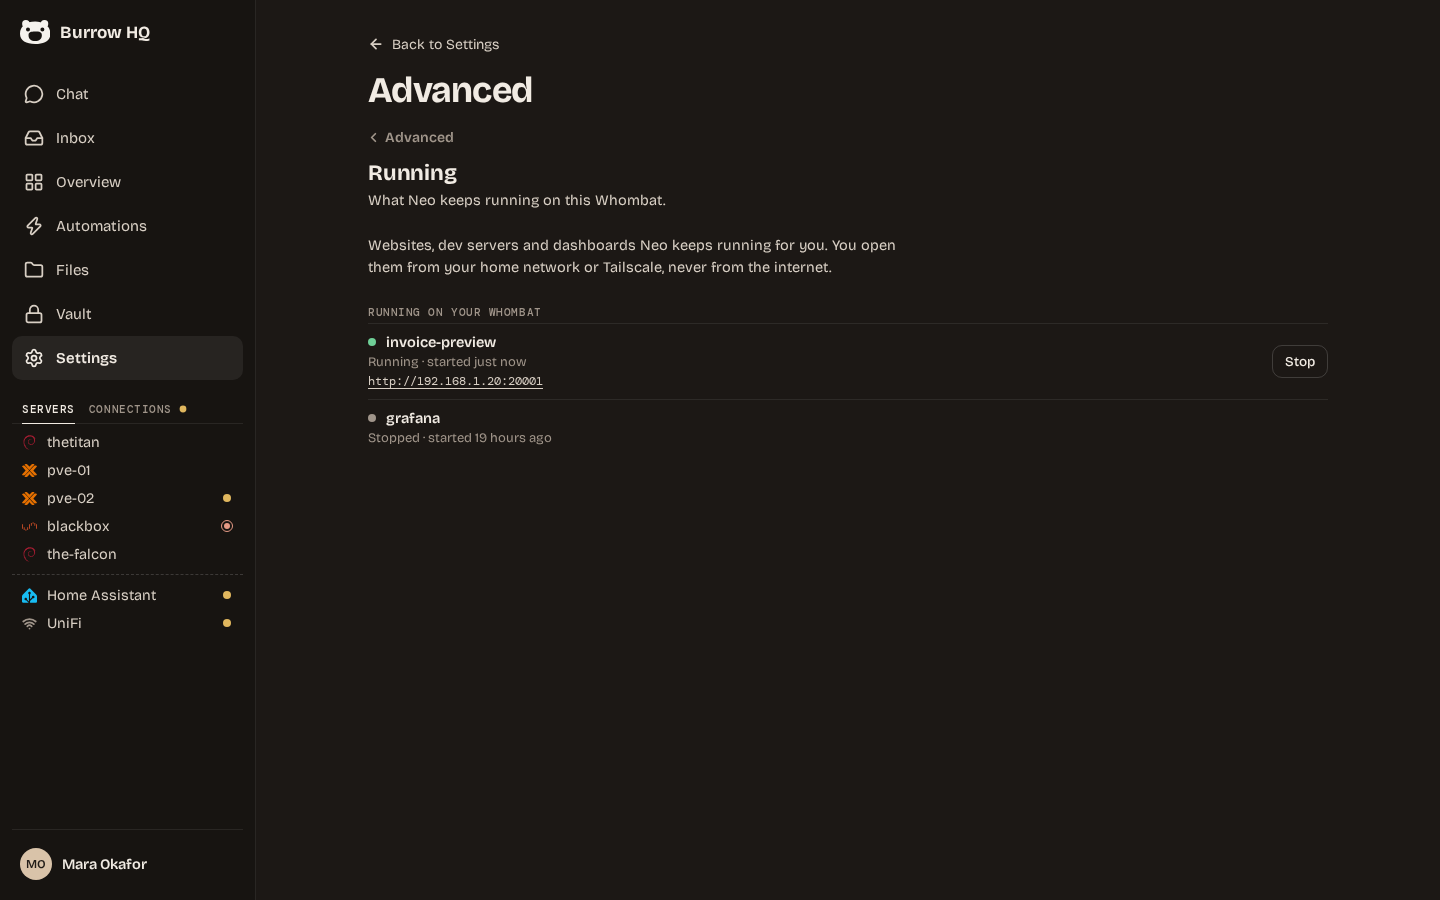 Burrow HQ
Chat
Inbox
Overview
Automations
Files
Vault
Settings
SERVERS CONNECTIONS
thetitan
pve-01
pve-02
blackbox
the-falcon
Home Assistant
UniFi
MO Mara Okafor
Back to Settings
Advanced
Advanced
Running
What Neo keeps running on this Whombat.
Websites, dev servers and dashboards Neo keeps running for you. You open
them from your home network or Tailscale, never from the internet.
RUNNING ON YOUR WHOMBAT
invoice-preview
Running · started just now
http://192.168.1.20:20001
Stop
grafana
Stopped · started 19 hours ago